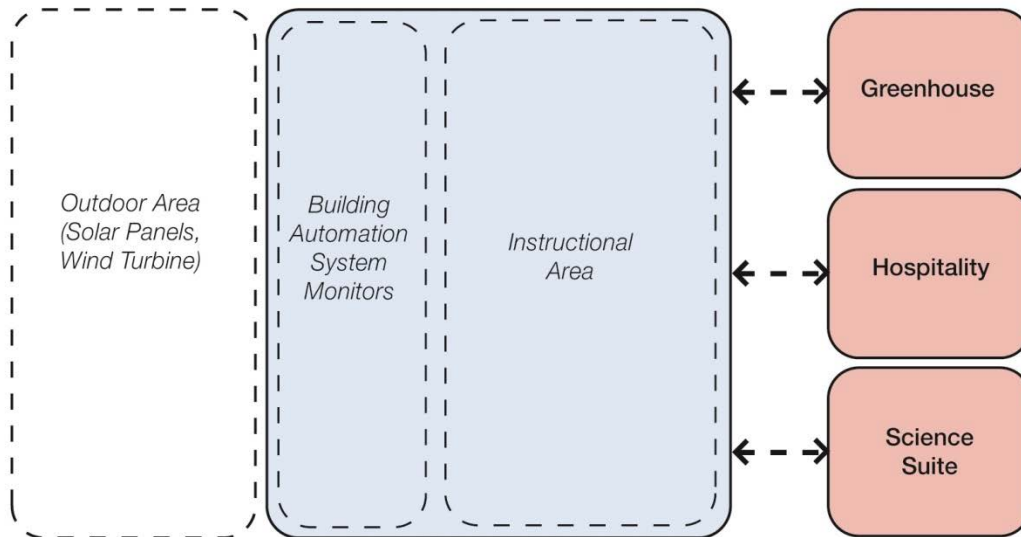 Outdoor Area
(Solar Panels,
Wind Turbine)
Building
Automation
System
Monitors
Instructional
Area
Greenhouse
Hospitality
Science
Suite